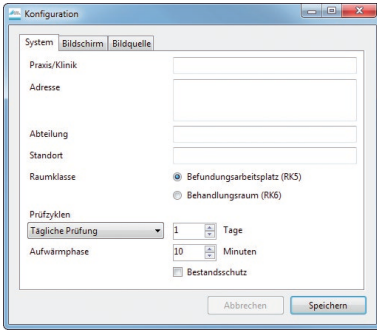 Konfiguration
System Bildschirm Bildquelle
Praxis/Klinik
Adresse
Abteilung
Standort
Raumklasse Befundungsarbeitsplatz (RK5)
Behandlungsraum (RK6)
Prüfzyklen
Tägliche Prüfung 1 Tage
Aufwärmphase 10 Minuten
Bestandsschutz
Abbrechen Speichern